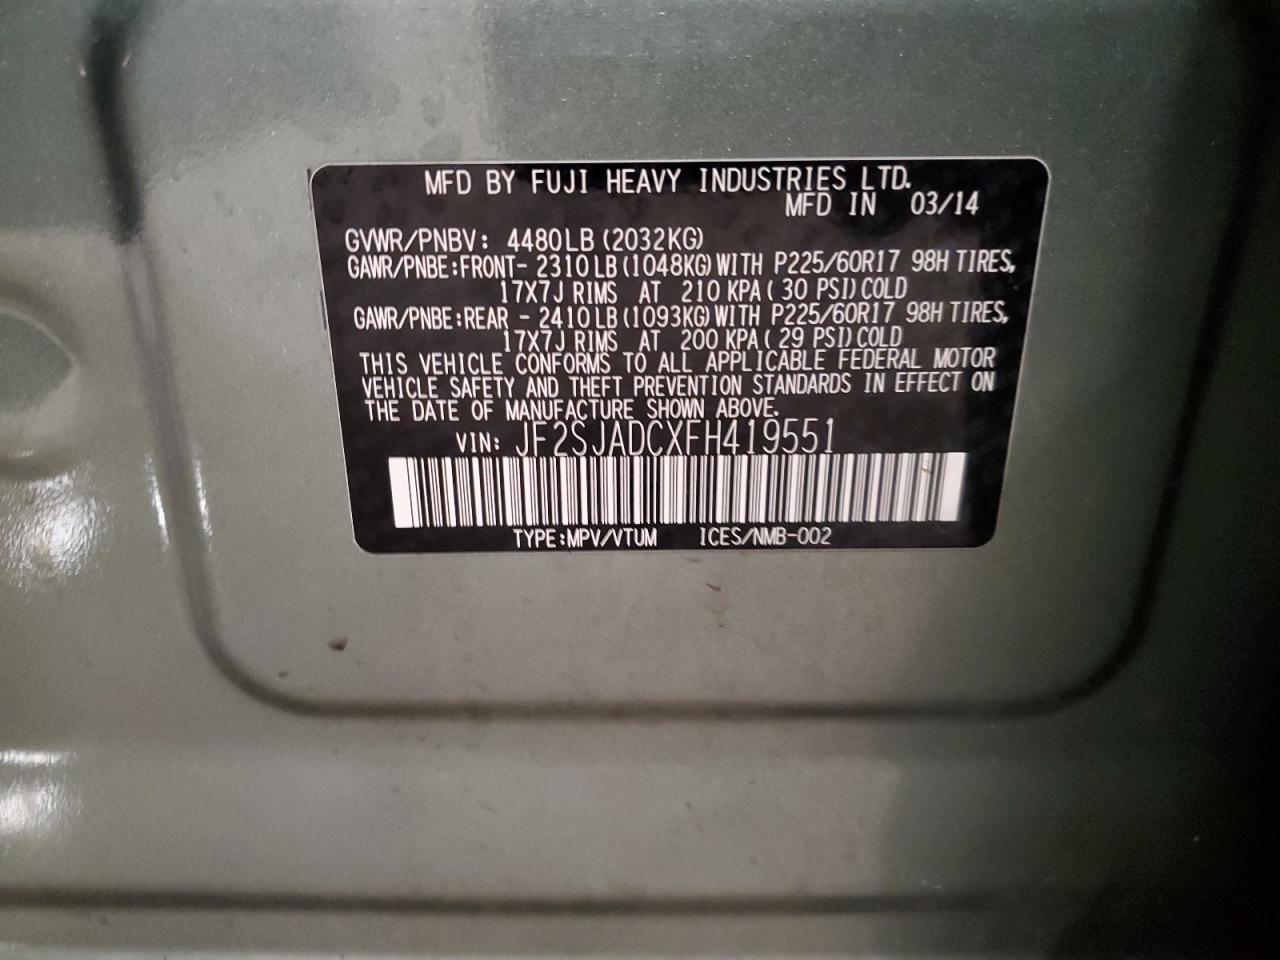 MFD BY FUJI HEAVY INDUSTRIES LTD.
MFD IN 03/14
GVWR/PNBV: 4480LB (2032KG)
GAWR/PNBE:FRONT- 2310LB (1048KG) WITH P225/60R17 98H TIRES,
17X7J RIMS AT 210 KPA( 30 PSI) COLD
GAWR/PNBE:REAR - 2410LB (1093KG) WITH P225/60R17 98H TIRES,
17X7J RIMS AT 200 KPA( 29 PSI) COLD
THIS VEHICLE CONFORMS TO ALL APPLICABLE FEDERAL MOTOR
VEHICLE SAFETY AND THEFT PREVENTION STANDARDS IN EFFECT ON
THE DATE OF MANUFACTURE SHOWN ABOVE.
VIN: JF2SJADCXFH419551
TYPE:MPV/VTUM ICES/NMB-002